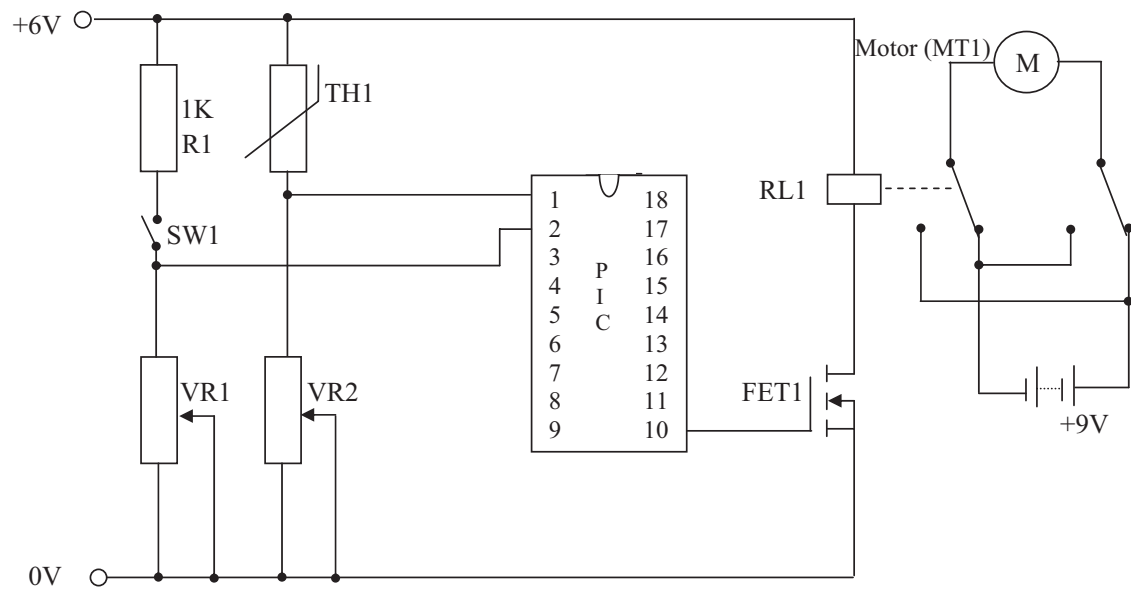 +6V
Motor (MT1)
M
1K
R1
TH1
SW1
RL1
1 18
2 17
3 16
4 15
5 14
6 13
7 12
8 11
9 10
P
I
C
VR1
VR2
FET1
+9V
0V